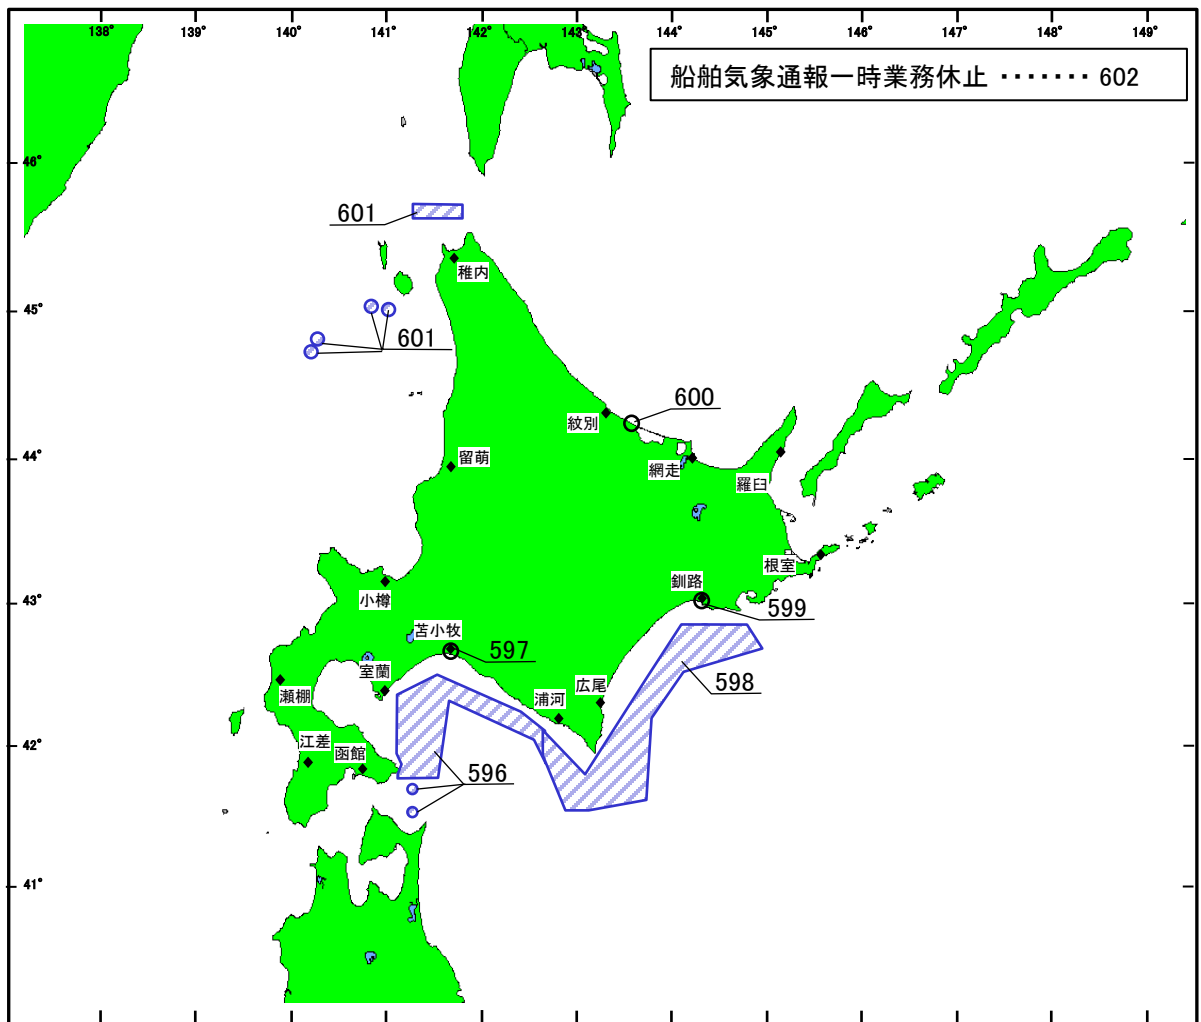 138° 139° 140° 141° 142° 143° 144° 145° 146° 147° 148° 149°
船舶気象通報一時業務休止 ‥‥‥‥ 602
46°
601
稚内
45°
601
600
紋別
44°
留萌
網走
羅臼
根室
釧路
43°
小樽
599
苫小牧
597
室蘭
598
瀬棚
広尾
浦河
42°
江差
函館
596
41°